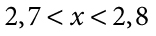 2,7 < x < 2,8